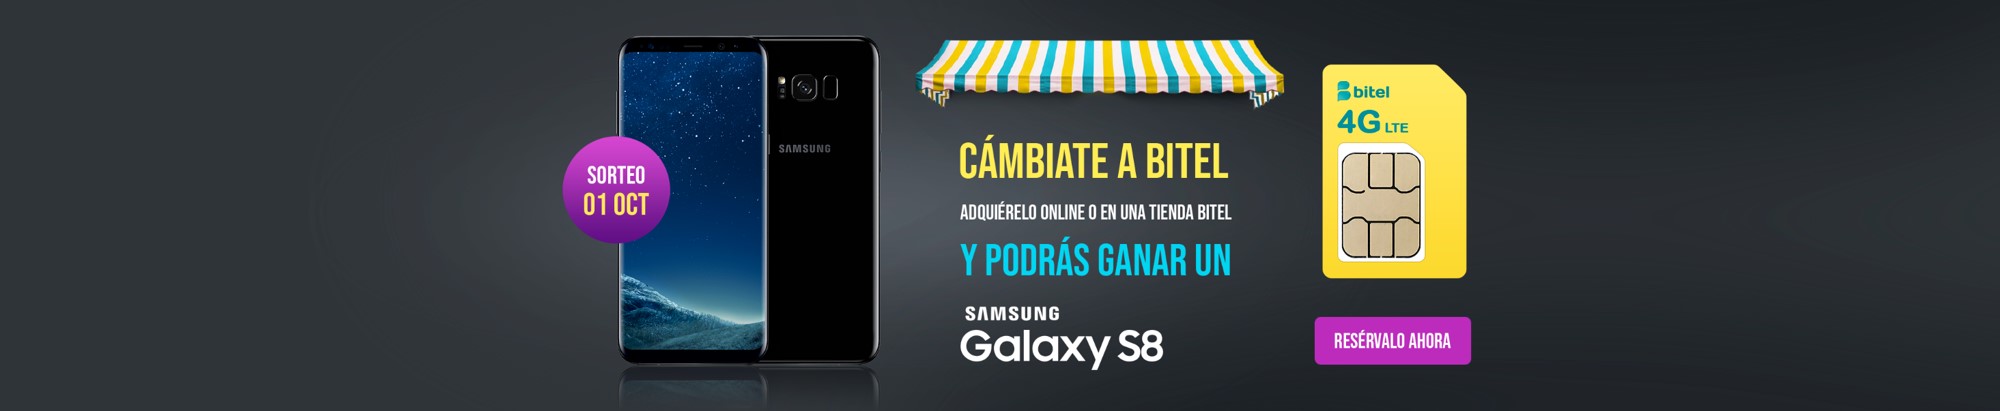 SORTEO
01 OCT
SAMSUNG
CÁMBIATE A BITEL
ADQUIÉRELO ONLINE O EN UNA TIENDA BITEL
Y PODRÁS GANAR UN
SAMSUNG
Galaxy S8
bitel
4G LTE
RESÉRVALO AHORA